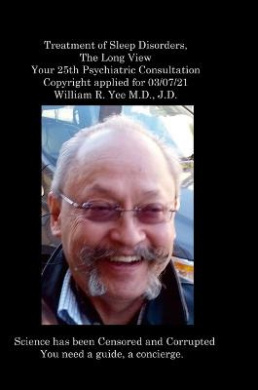 Treatment of Sleep Disorders,
The Long View
Your 25th Psychiatric Consultation
Copyright applied for 03/07/21
William R. Yee M.D., J.D.
Science has been Censored and Corrupted
You need a guide, a concierge.